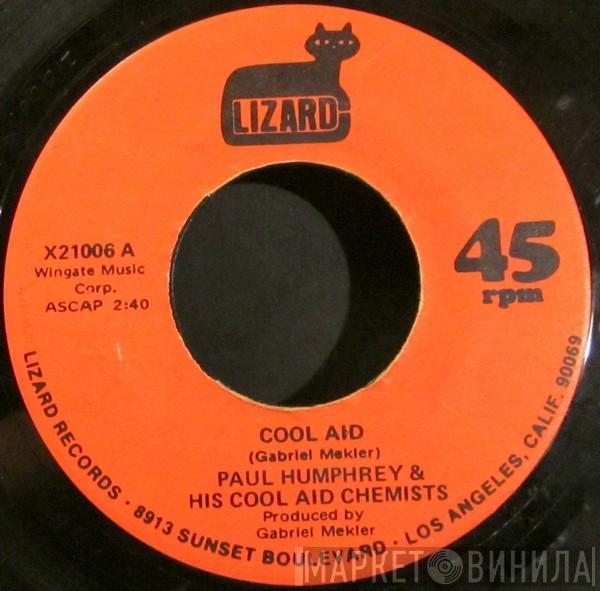 LIZARD
X21006 A
Wingate Music
Corp.
ASCAP 2:40
45
rpm
COOL AID
(Gabriel Mekler)
PAUL HUMPHREY &
HIS COOL AID CHEMISTS
Produced by
Gabriel Mekler
LIZARD RECORDS · 8913 SUNSET BOULEVARD · LOS ANGELES, CALIF. 90069
МАРКЕТ ВИНИЛА